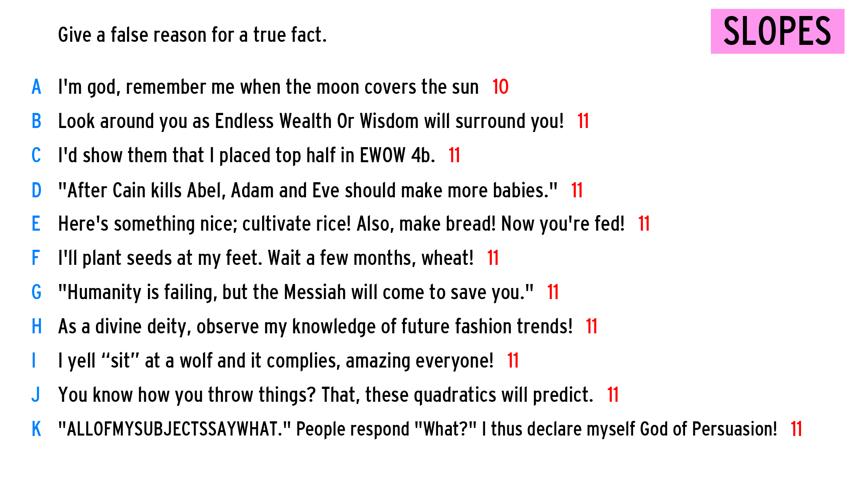 Give a false reason for a true fact.
SLOPES
A I'm god, remember me when the moon covers the sun 10
B Look around you as Endless Wealth Or Wisdom will surround you! 11
C I'd show them that I placed top half in EWOW 4b. 11
D "After Cain kills Abel, Adam and Eve should make more babies." 11
E Here's something nice; cultivate rice! Also, make bread! Now you're fed! 11
F I'll plant seeds at my feet. Wait a few months, wheat! 11
G "Humanity is failing, but the Messiah will come to save you." 11
H As a divine deity, observe my knowledge of future fashion trends! 11
I I yell “sit” at a wolf and it complies, amazing everyone! 11
J You know how you throw things? That, these quadratics will predict. 11
K "ALLOFMYSUBJECTSSAYWHAT." People respond "What?" I thus declare myself God of Persuasion! 11